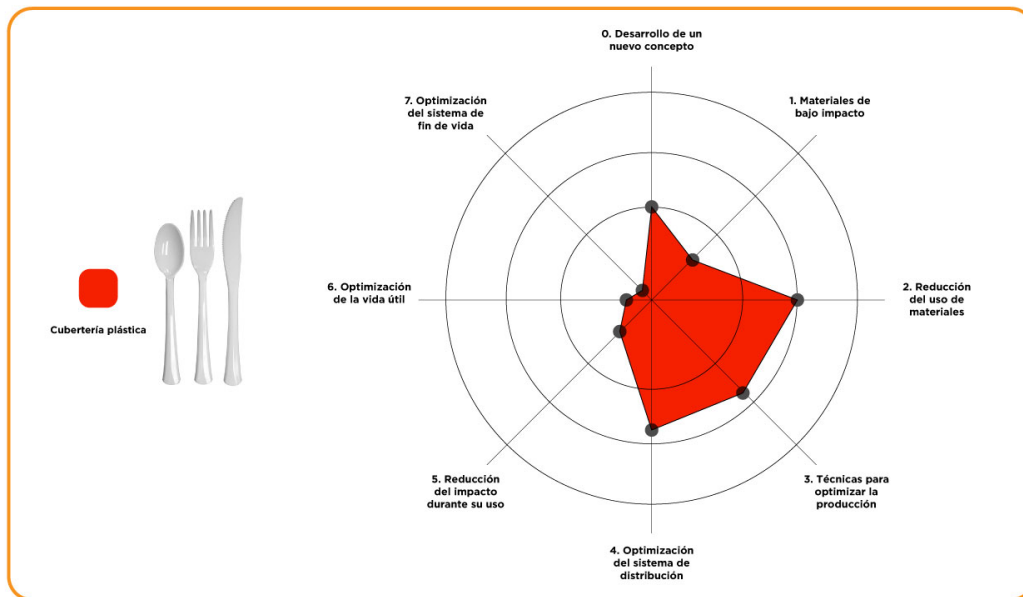 0. Desarrollo de un
nuevo concepto
7. Optimización
del sistema de
fin de vida
1. Materiales de
bajo impacto
6. Optimización
de la vida útil
2. Reducción
del uso de
materiales
Cubertería plástica
5. Reducción
del impacto
durante su uso
3. Técnicas para
optimizar la
producción
4. Optimización
del sistema de
distribución